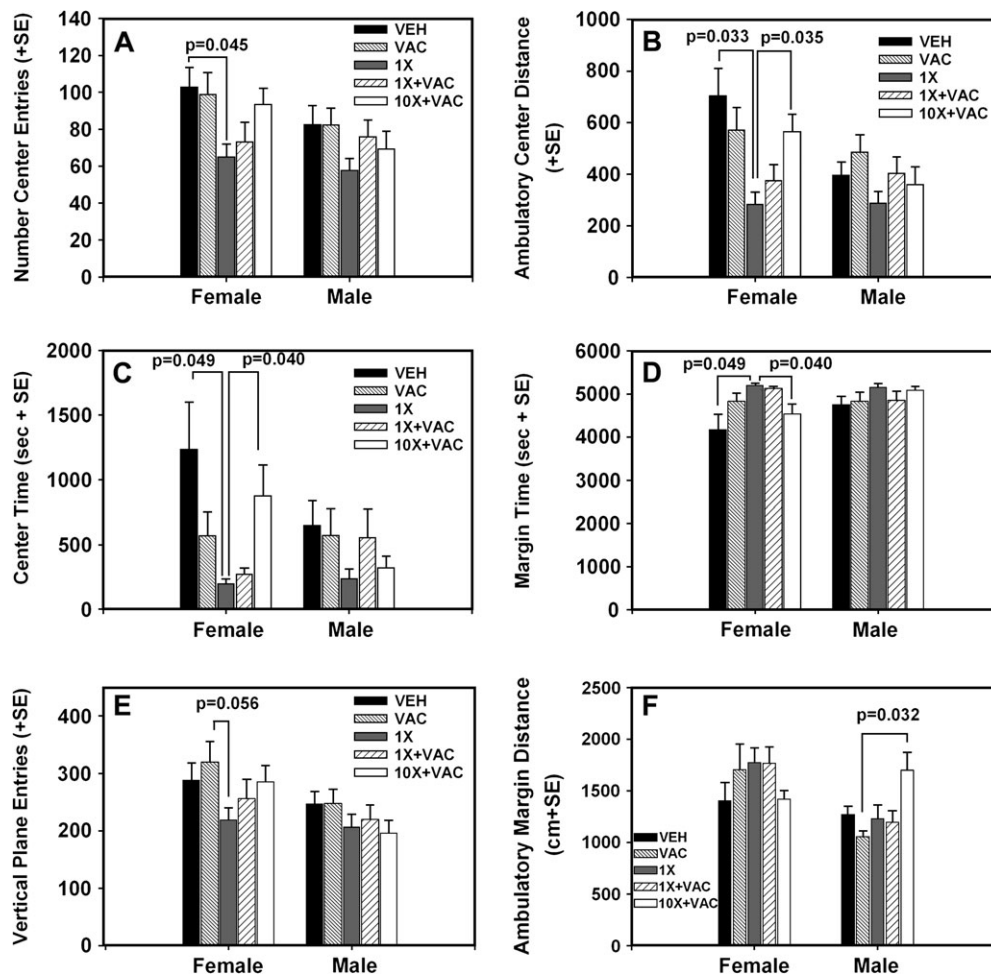 A
Number Center Entries (+SE)
140
120
100
80
60
40
20
0
p=0.045
VEH
VAC
1X
1X+VAC
10X+VAC
Female
Male
B
Ambulatory Center Distance
(+SE)
1000
800
600
400
200
0
p=0.033
p=0.035
VEH
VAC
1X
1X+VAC
10X+VAC
Female
Male
C
Center Time (sec + SE)
2000
1500
1000
500
0
p=0.049
p=0.040
VEH
VAC
1X
1X+VAC
10X+VAC
Female
Male
D
Margin Time (sec + SE)
6000
5000
4000
3000
2000
1000
0
p=0.049
p=0.040
Female
Male
E
Vertical Plane Entries (+SE)
400
300
200
100
0
p=0.056
VEH
VAC
1X
1X+VAC
10X+VAC
Female
Male
F
Ambulatory Margin Distance
(cm+SE)
2500
2000
1500
1000
500
0
p=0.032
VEH
VAC
1X
1X+VAC
10X+VAC
Female
Male